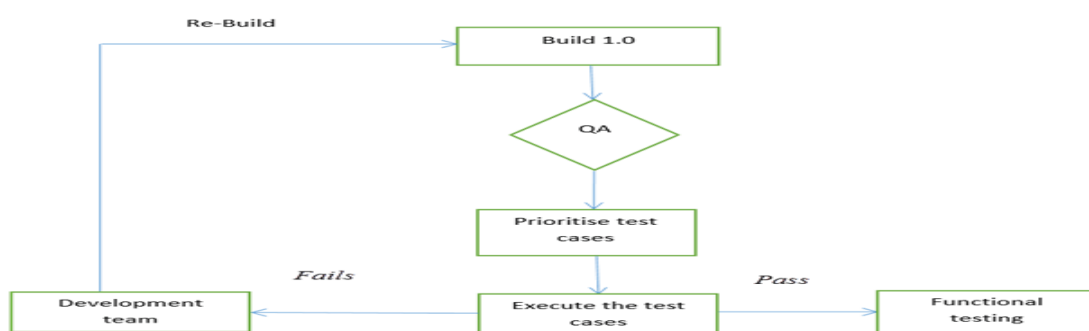 Re-Build
Build 1.0
QA
Prioritise test
cases
Fails
Pass
Development
team
Execute the test
cases
Functional
testing